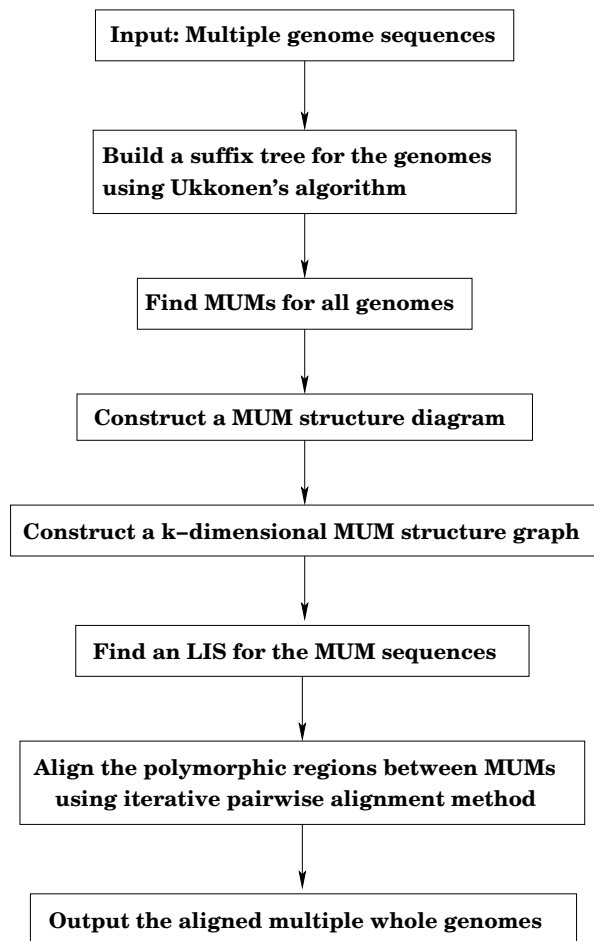 Input: Multiple genome sequences
Build a suffix tree for the genomes
using Ukkonen's algorithm
Find MUMs for all genomes
Construct a MUM structure diagram
Construct a k−dimensional MUM structure graph
Find an LIS for the MUM sequences
Align the polymorphic regions between MUMs
using iterative pairwise alignment method
Output the aligned multiple whole genomes